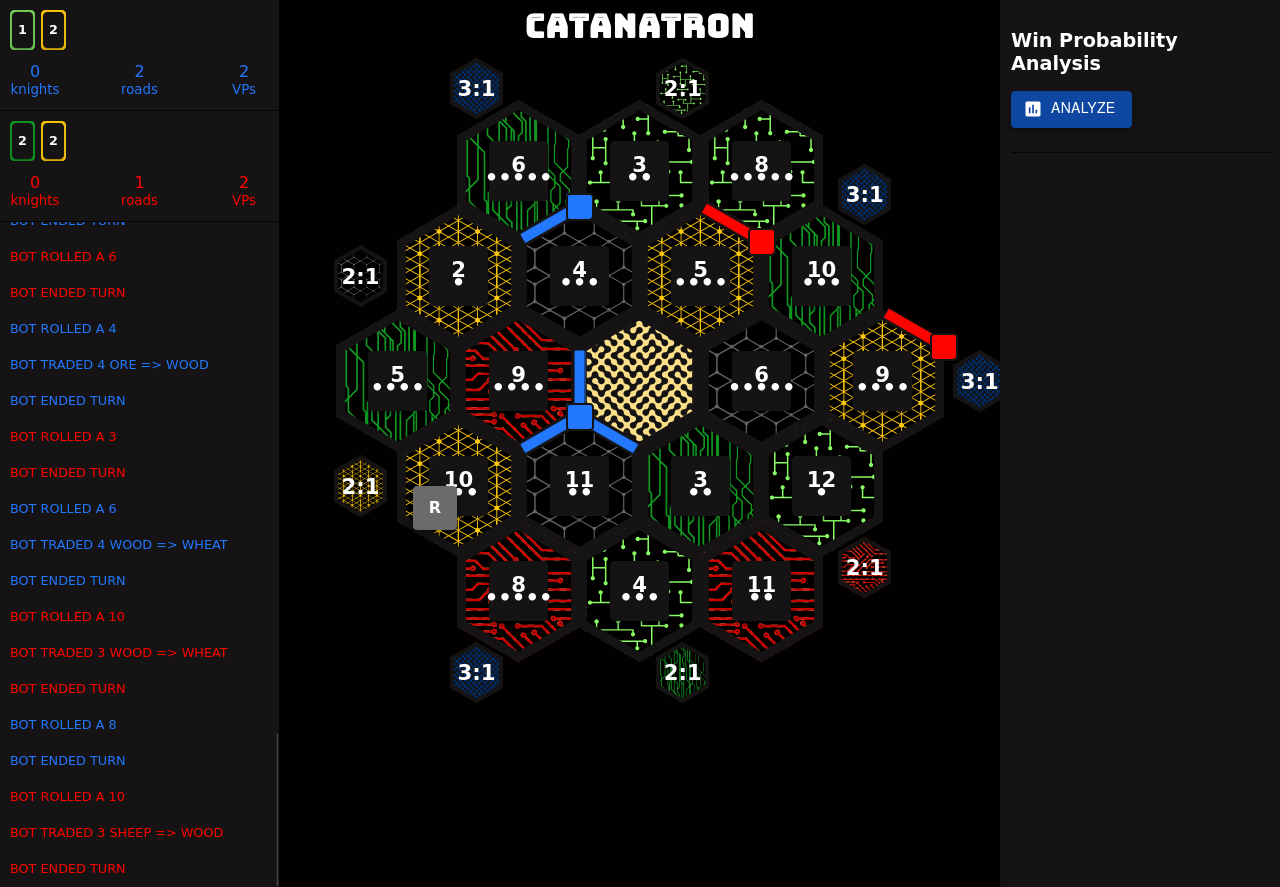 CATANATRON
1 2
0 2 2
knights roads VPs
2 2
0 1 2
knights roads VPs
BOT ENDED TURN
BOT ROLLED A 6
BOT ENDED TURN
BOT ROLLED A 4
BOT TRADED 4 ORE => WOOD
BOT ENDED TURN
BOT ROLLED A 3
BOT ENDED TURN
BOT ROLLED A 6
BOT TRADED 4 WOOD => WHEAT
BOT ENDED TURN
BOT ROLLED A 10
BOT TRADED 3 WOOD => WHEAT
BOT ENDED TURN
BOT ROLLED A 8
BOT ENDED TURN
BOT ROLLED A 10
BOT TRADED 3 SHEEP => WOOD
BOT ENDED TURN
3:1 2:1
6 3 8
3:1
2:1 2 4 5 10
5 9 6 9 3:1
2:1 10 11 3 12
R
8 4 11 2:1
3:1 2:1
Win Probability
Analysis
ANALYZE